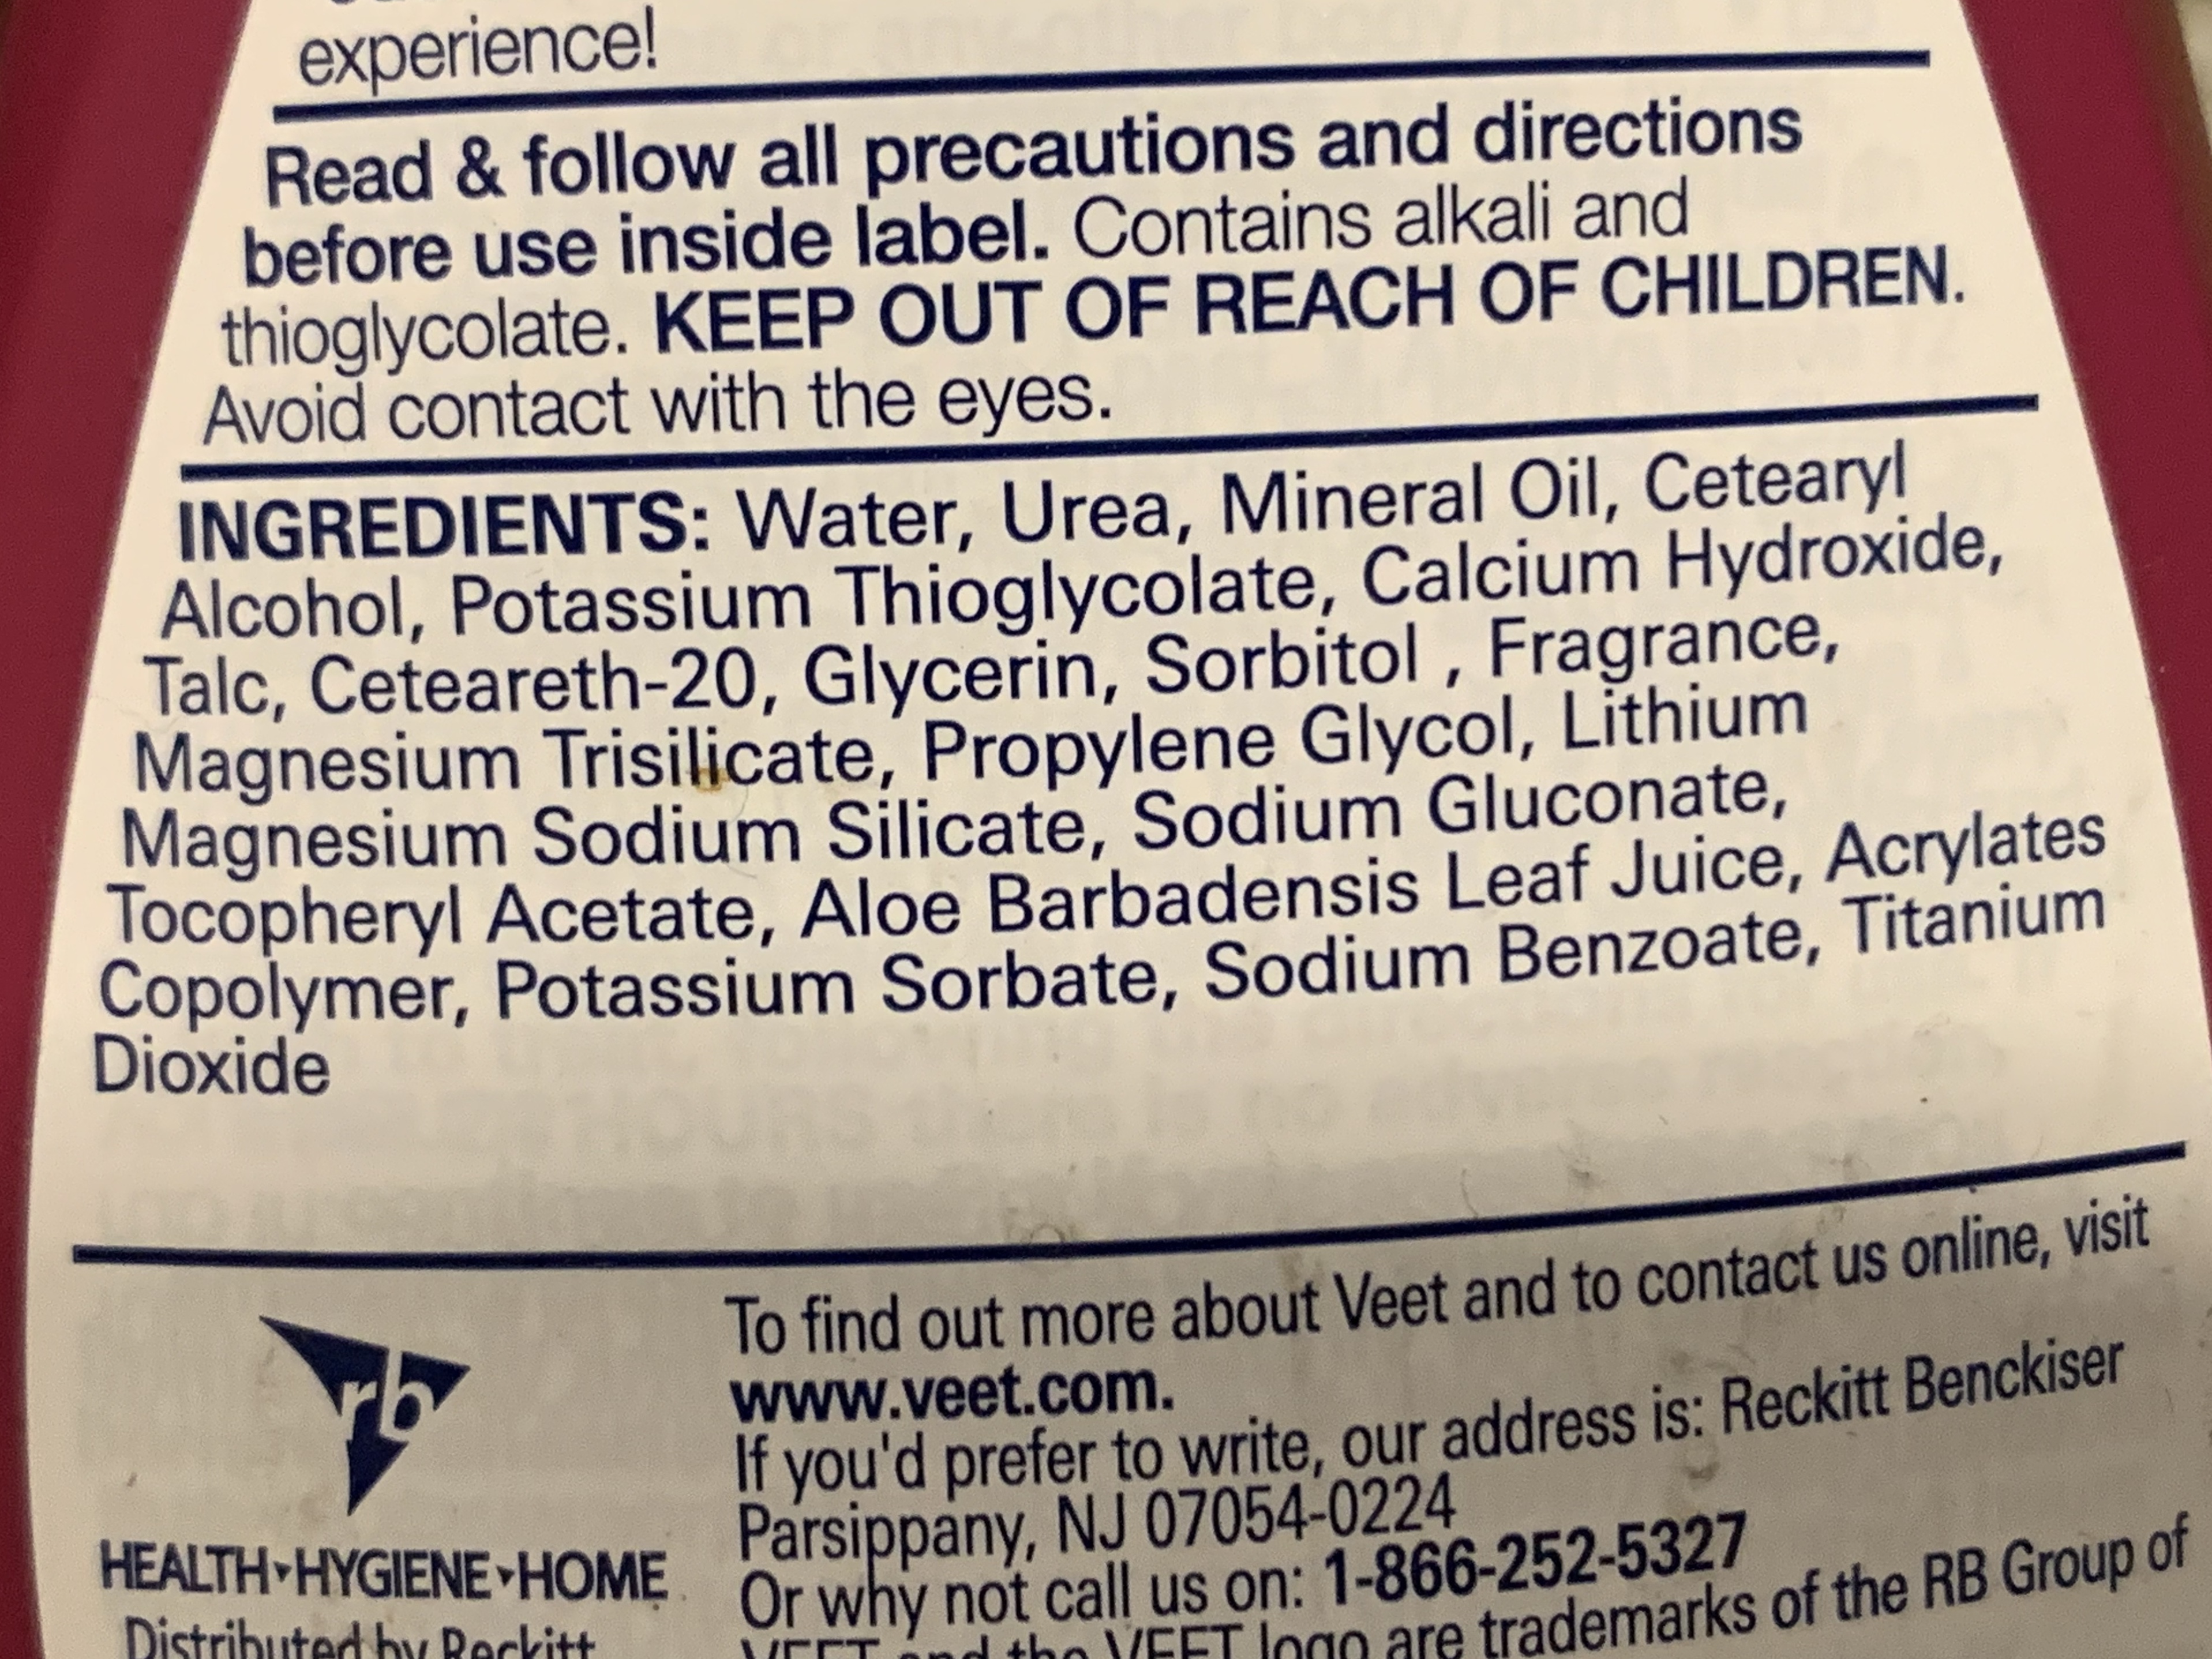 experience!
Read & follow all precautions and directions
before use inside label. Contains alkali and
thioglycolate. KEEP OUT OF REACH OF CHILDREN.
Avoid contact with the eyes.
INGREDIENTS: Water, Urea, Mineral Oil, Cetearyl
Alcohol, Potassium Thioglycolate, Calcium Hydroxide,
Talc, Ceteareth-20, Glycerin, Sorbitol , Fragrance,
Magnesium Trisilicate, Propylene Glycol, Lithium
Magnesium Sodium Silicate, Sodium Gluconate,
Tocopheryl Acetate, Aloe Barbadensis Leaf Juice, Acrylates
Copolymer, Potassium Sorbate, Sodium Benzoate, Titanium
Dioxide
rb
HEALTH▾HYGIENE▾HOME
Distributed by Reckitt
To find out more about Veet and to contact us online, visit
www.veet.com.
If you'd prefer to write, our address is: Reckitt Benckiser
Parsippany, NJ 07054-0224
Or why not call us on: 1-866-252-5327
VEET and the VEET logo are trademarks of the RB Group of